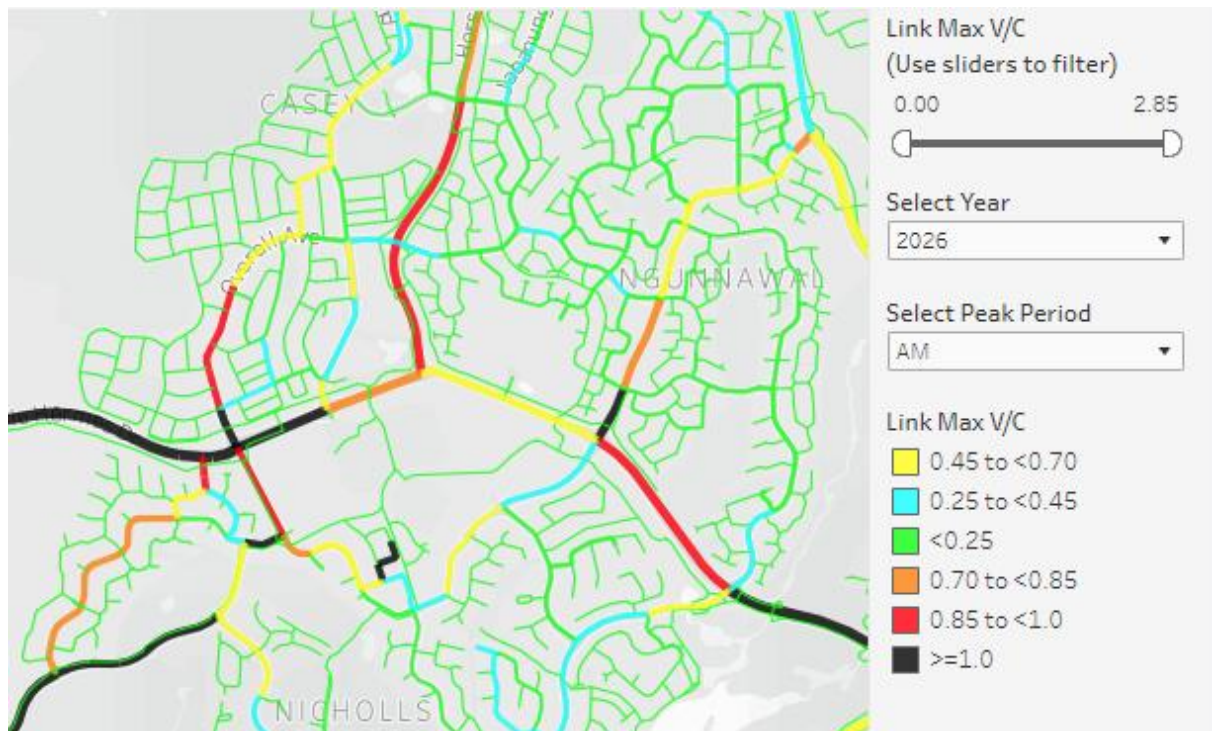 Link Max V/C
(Use sliders to filter)
0.00 2.85
Select Year
2026
Select Peak Period
AM
Link Max V/C
0.45 to <0.70
0.25 to <0.45
<0.25
0.70 to <0.85
0.85 to <1.0
>=1.0
CASEY
NGUNNAWAL
NICHOLLS